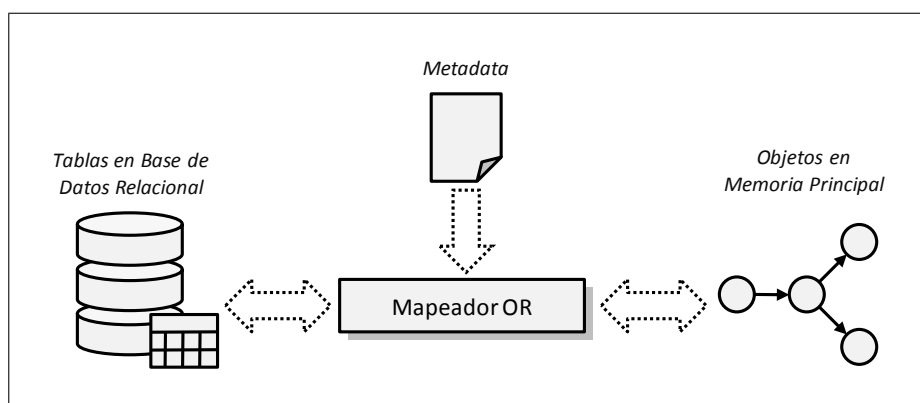 Metadata
Tablas en Base de
Datos Relacional
Objetos en
Memoria Principal
Mapeador OR